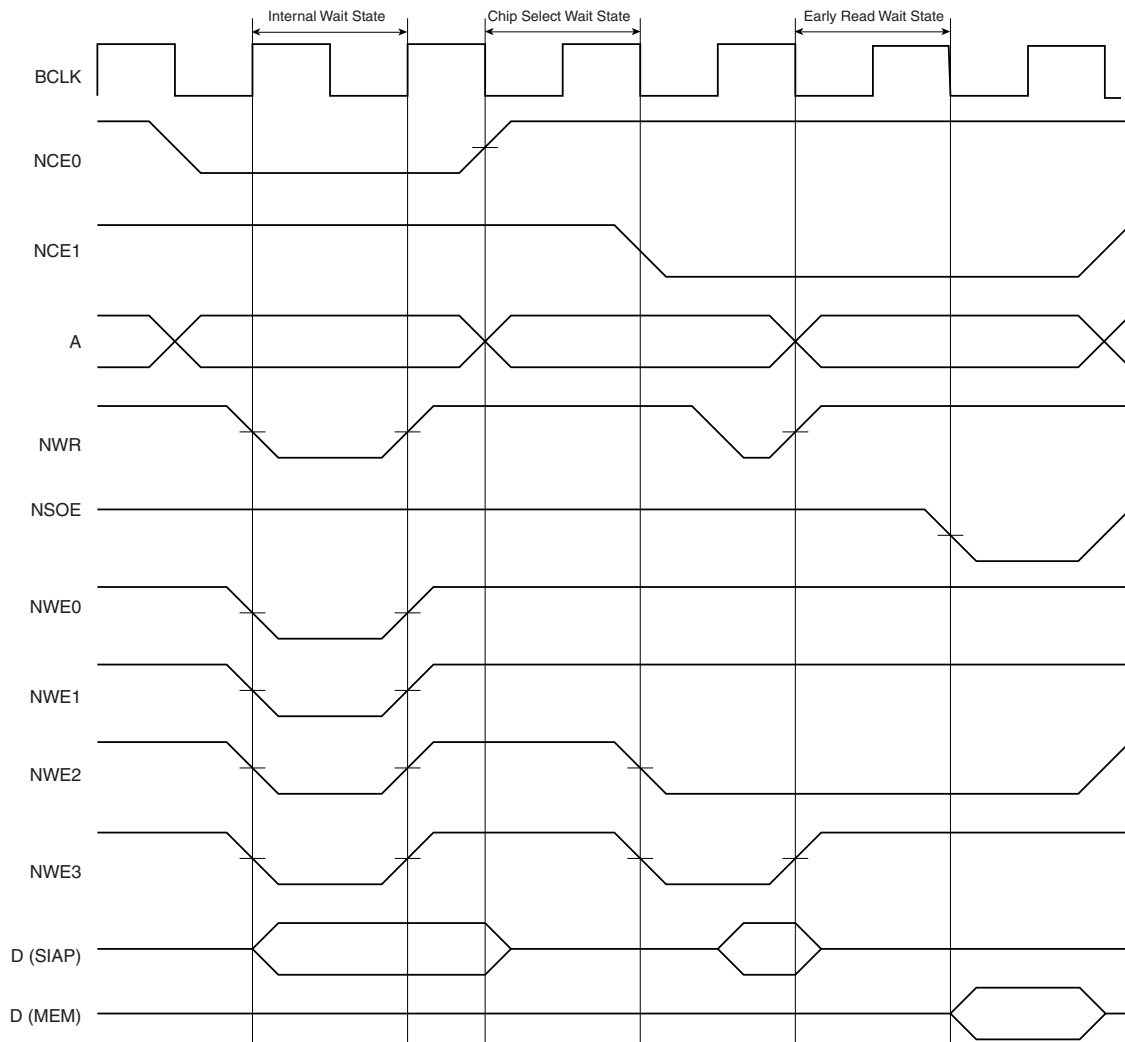 Internal Wait State
Chip Select Wait State
Early Read Wait State
BCLK
NCE0
NCE1
A
NWR
NSOE
NWE0
NWE1
NWE2
NWE3
D (SIAP)
D (MEM)